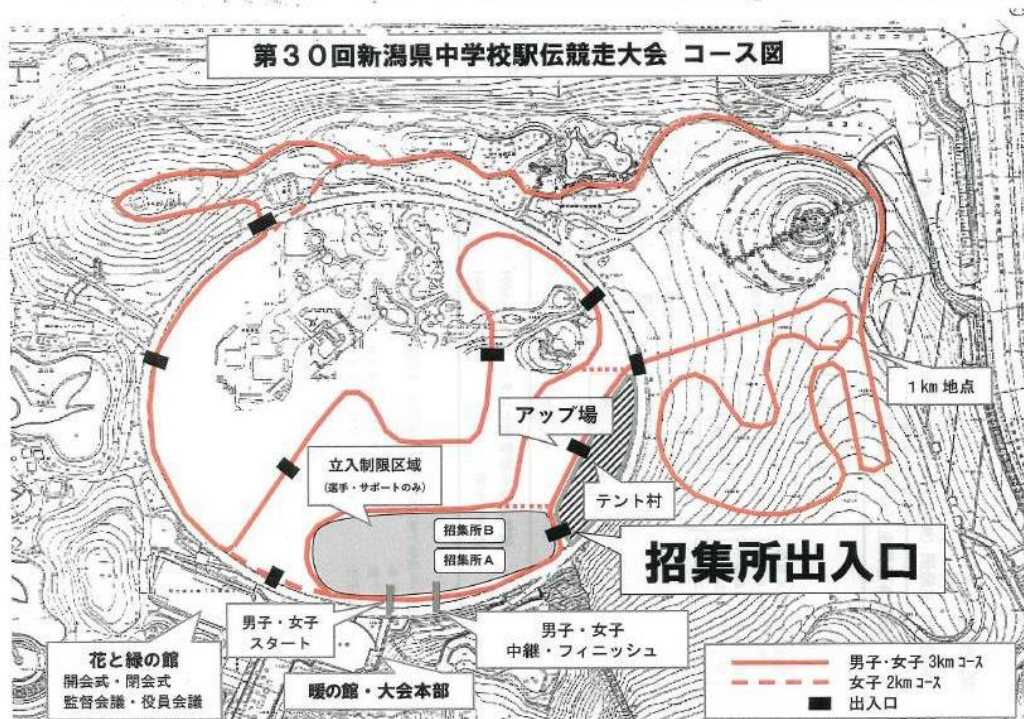 第30回新潟県中学校駅伝競走大会 コース図
1km 地点
アップ場
立入制限区域
(選手・サポートのみ)
テント村
招集所B
招集所A
招集所出入口
男子・女子
スタート
男子・女子
中継・フィニッシュ
花と緑の館
開会式・閉会式
監督会議・役員会議
暖の館・大会本部
男子・女子 3km コース
女子 2km コース
出入口